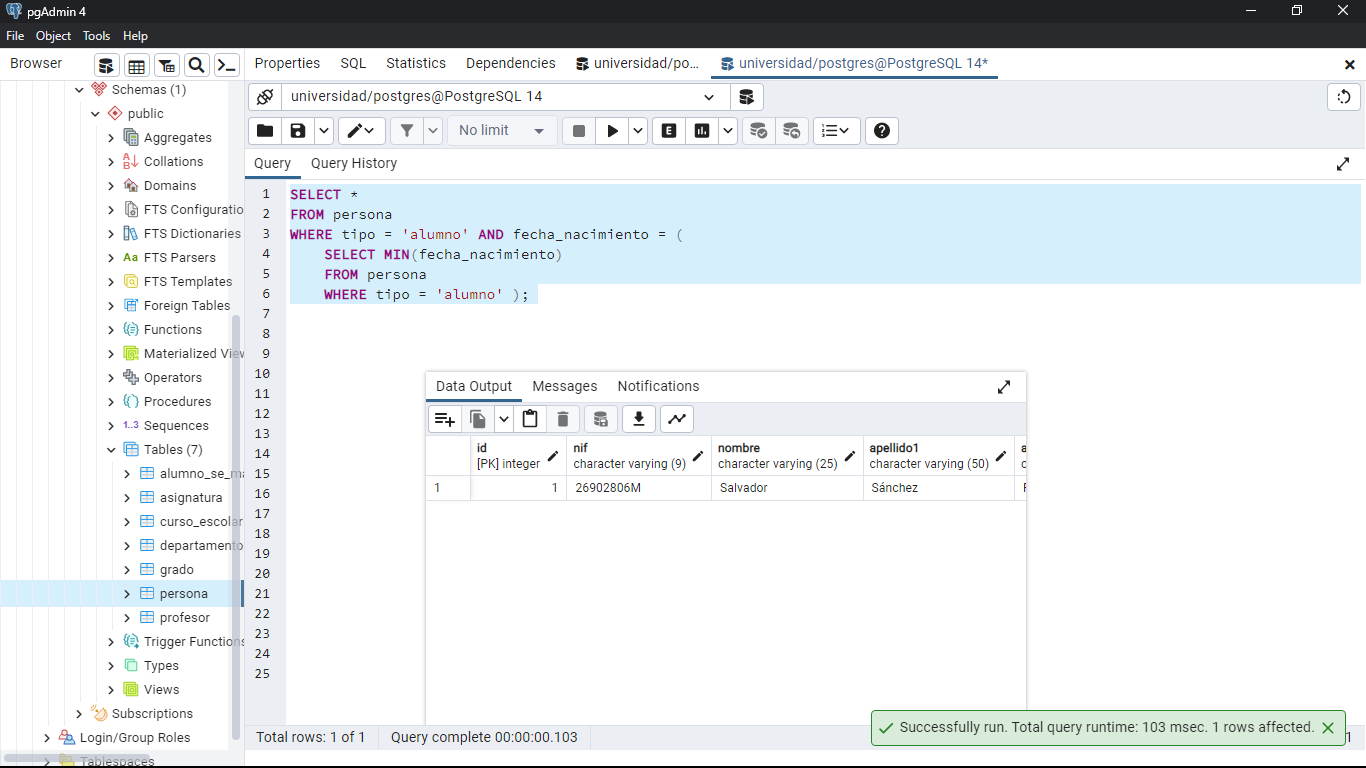 pgAdmin 4
File Object Tools Help
Browser
Properties SQL Statistics Dependencies universidad/po... universidad/postgres@PostgreSQL 14*
Schemas (1)
public
Aggregates
Collations
Domains
FTS Configuratio
FTS Dictionaries
Aa FTS Parsers
FTS Templates
Foreign Tables
Functions
Materialized View
Operators
Procedures
1..3 Sequences
Tables (7)
alumno_se_ma
asignatura
curso_escolar
departamento
grado
persona
profesor
Trigger Functions
Types
Views
Subscriptions
Login/Group Roles
Tablespaces
universidad/postgres@PostgreSQL 14
No limit
E
Query Query History
1 SELECT *
2 FROM persona
3 WHERE tipo = 'alumno' AND fecha_nacimiento = (
4 SELECT MIN(fecha_nacimiento)
5 FROM persona
6 WHERE tipo = 'alumno' );
7
8
9
10
11
12
13
14
15
16
17
18
19
20
21
22
23
24
25
Data Output Messages Notifications
id nif nombre apellido1
[PK] integer character varying (9) character varying (25) character varying (50)
1 1 26902806M Salvador Sánchez
Total rows: 1 of 1 Query complete 00:00:00.103
Successfully run. Total query runtime: 103 msec. 1 rows affected.